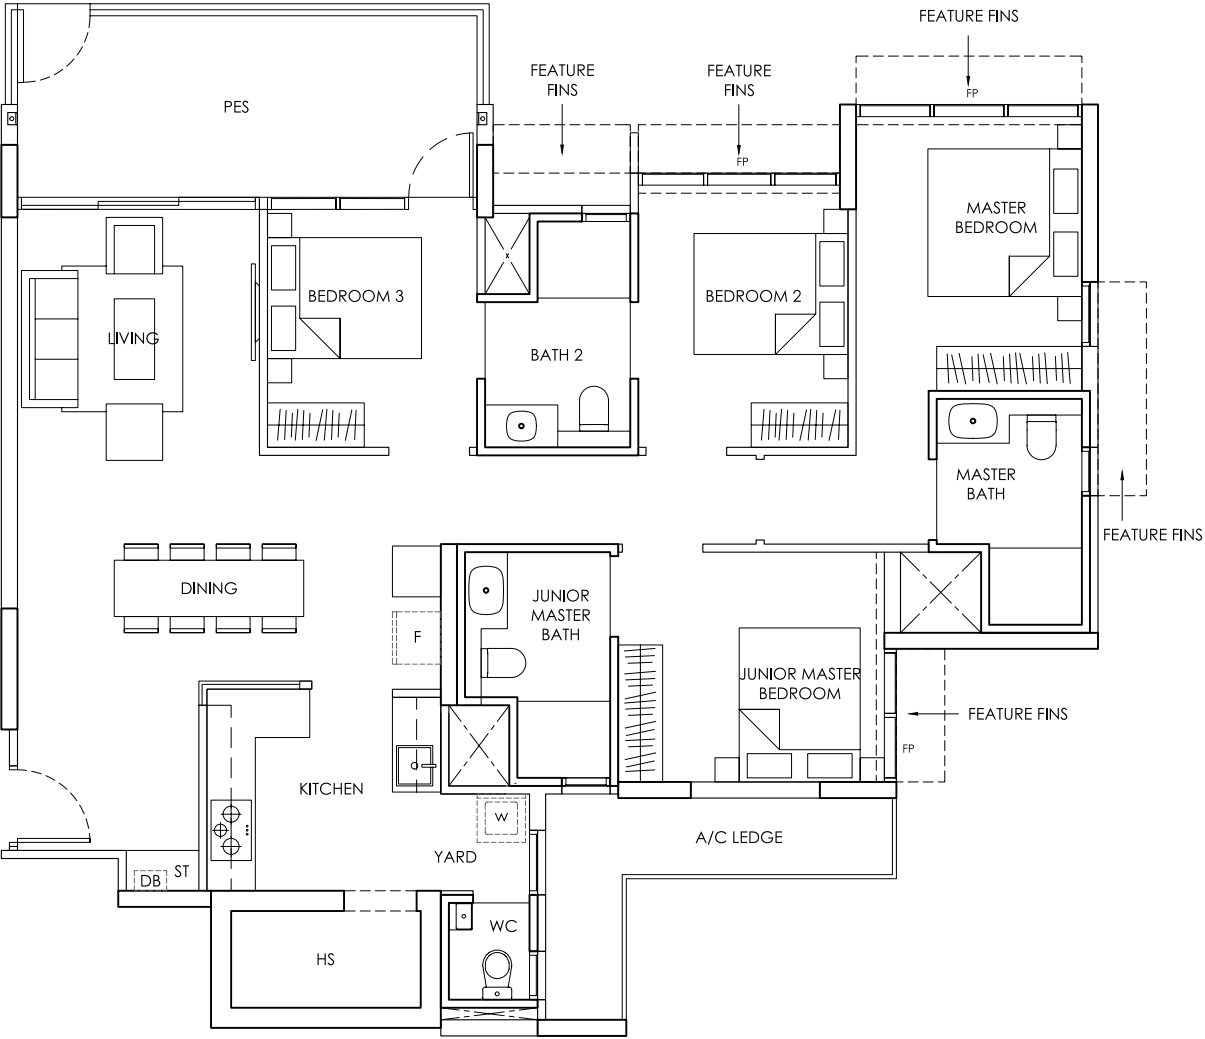 FEATURE FINS
FEATURE
FINS
FEATURE
FINS
FP
PES
FP
MASTER
BEDROOM
BEDROOM 3
BEDROOM 2
LIVING
BATH 2
MASTER
BATH
FEATURE FINS
DINING
JUNIOR
MASTER
BATH
F
JUNIOR MASTER
BEDROOM
FEATURE FINS
FP
KITCHEN
W
A/C LEDGE
YARD
ST
DB
WC
HS